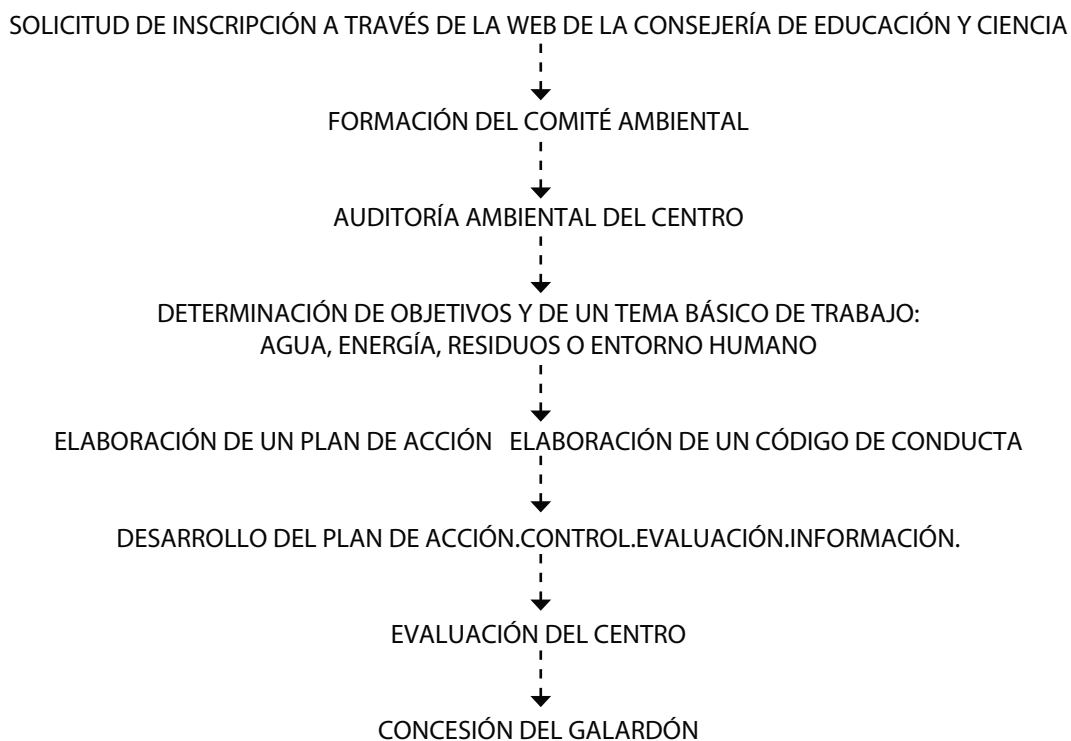 SOLICITUD DE INSCRIPCIÓN A TRAVÉS DE LA WEB DE LA CONSEJERÍA DE EDUCACIÓN Y CIENCIA
FORMACIÓN DEL COMITÉ AMBIENTAL
AUDITORÍA AMBIENTAL DEL CENTRO
DETERMINACIÓN DE OBJETIVOS Y DE UN TEMA BÁSICO DE TRABAJO:
AGUA, ENERGÍA, RESIDUOS O ENTORNO HUMANO
ELABORACIÓN DE UN PLAN DE ACCIÓN ELABORACIÓN DE UN CÓDIGO DE CONDUCTA
DESARROLLO DEL PLAN DE ACCIÓN.CONTROL.EVALUACIÓN.INFORMACIÓN.
EVALUACIÓN DEL CENTRO
CONCESIÓN DEL GALARDÓN